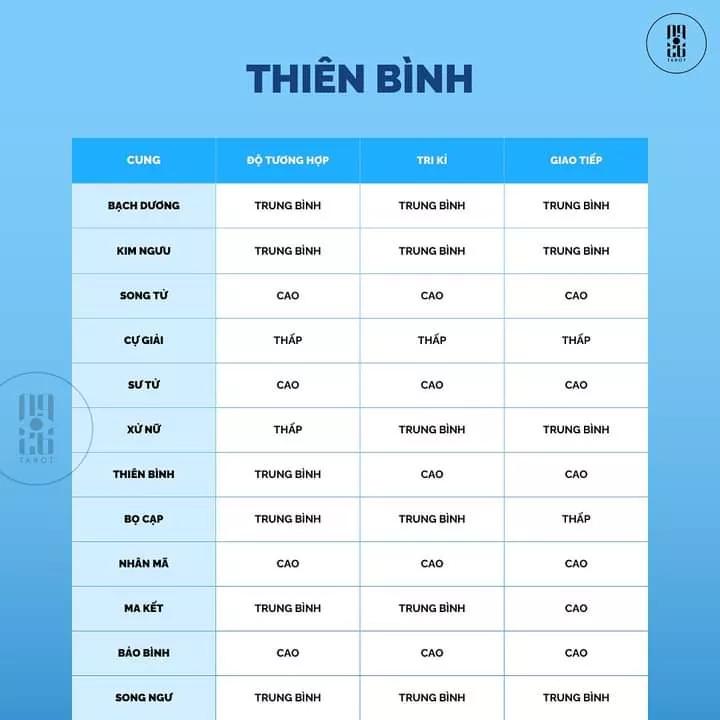 TAROT
THIÊN BÌNH
CUNG ĐỘ TƯƠNG HỢP TRI KỈ GIAO TIẾP
BẠCH DƯƠNG TRUNG BÌNH TRUNG BÌNH TRUNG BÌNH
KIM NGƯU TRUNG BÌNH TRUNG BÌNH TRUNG BÌNH
SONG TỬ CAO CAO CAO
CỰ GIẢI THẤP THẤP THẤP
SƯ TỬ CAO CAO CAO
XỬ NỮ THẤP TRUNG BÌNH TRUNG BÌNH
THIÊN BÌNH TRUNG BÌNH CAO CAO
BỌ CẠP TRUNG BÌNH TRUNG BÌNH THẤP
NHÂN MÃ CAO CAO CAO
MA KẾT TRUNG BÌNH TRUNG BÌNH CAO
BẢO BÌNH CAO CAO CAO
SONG NGƯ TRUNG BÌNH TRUNG BÌNH TRUNG BÌNH
TAROT